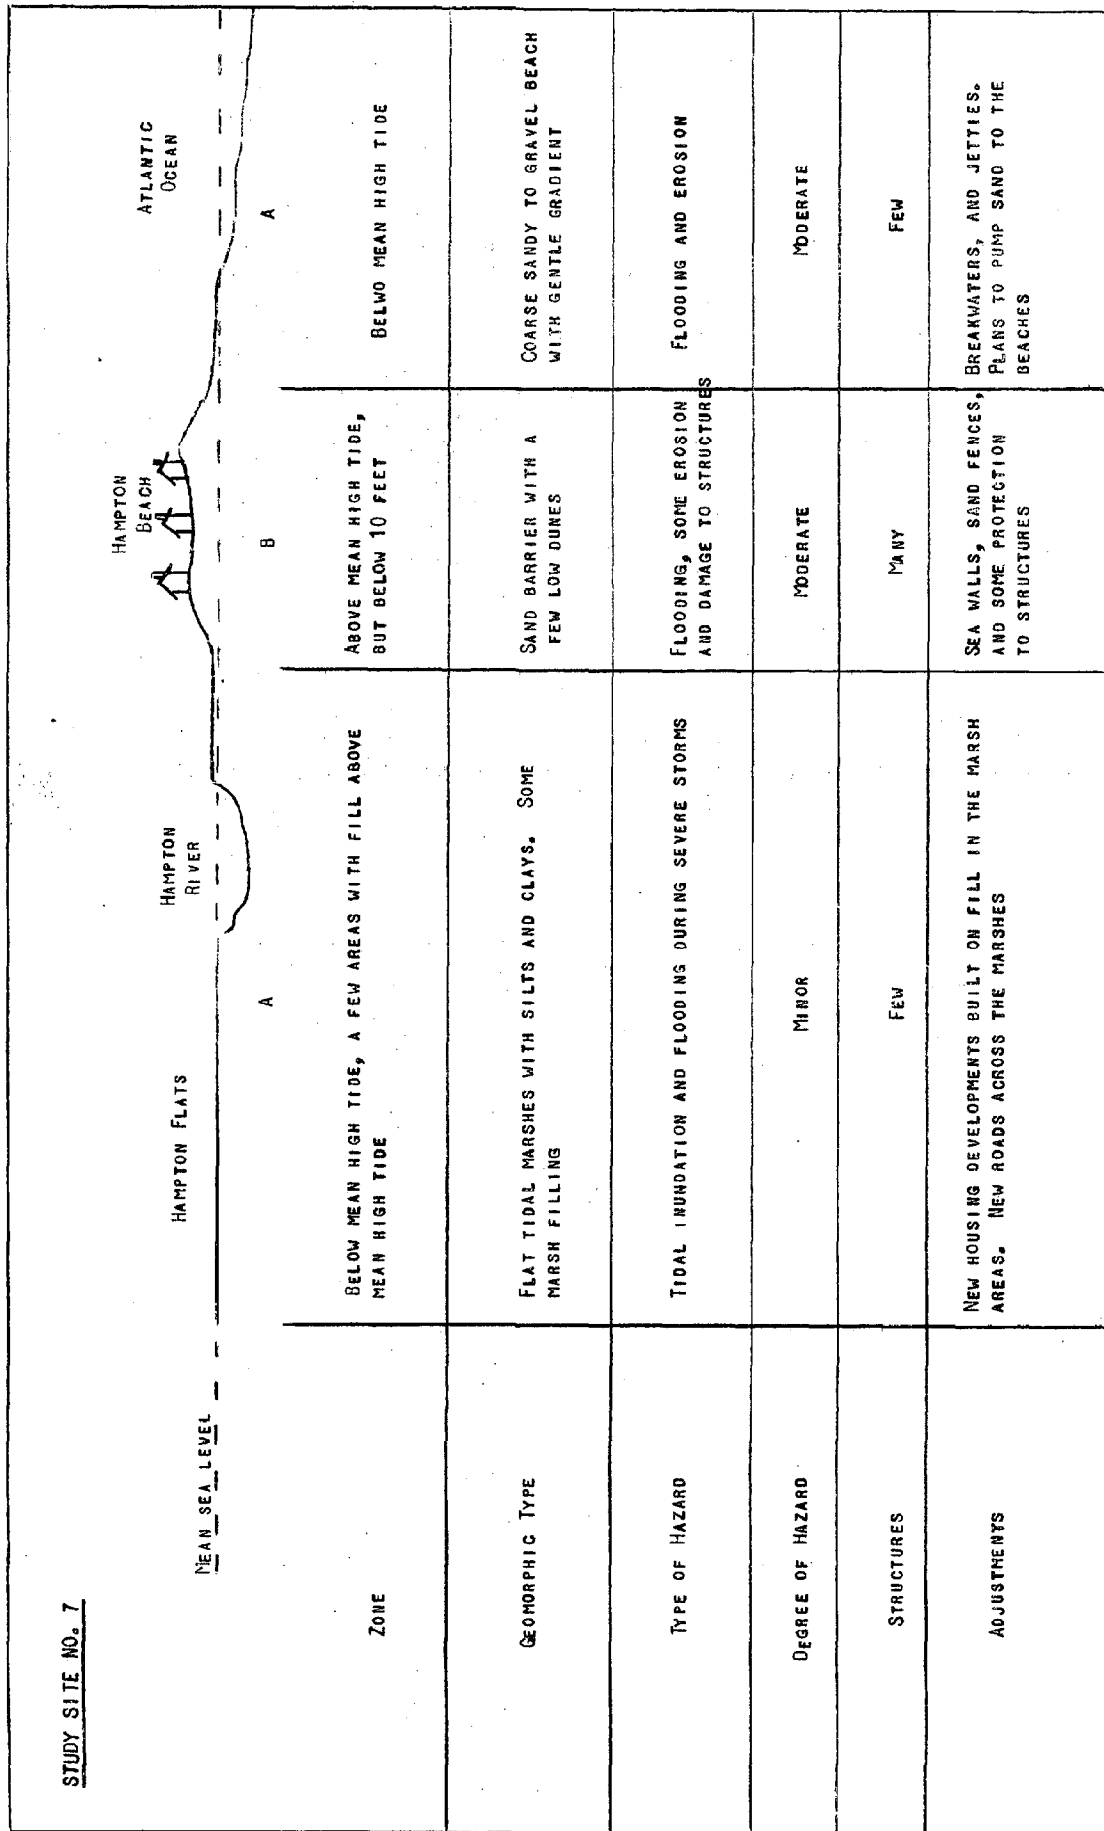 STUDY SITE NO. 7
MEAN SEA LEVEL
HAMPTON FLATS
HAMPTON
RIVER
HAMPTON
BEACH
ATLANTIC
OCEAN
A
B
A
ZONE
BELOW MEAN HIGH TIDE, A FEW AREAS WITH FILL ABOVE
MEAN HIGH TIDE
ABOVE MEAN HIGH TIDE,
BUT BELOW 10 FEET
BELWO MEAN HIGH TIDE
GEOMORPHIC TYPE
FLAT TIDAL MARSHES WITH SILTS AND CLAYS. SOME
MARSH FILLING
SAND BARRIER WITH A
FEW LOW DUNES
COARSE SANDY TO GRAVEL BEACH
WITH GENTLE GRADIENT
TYPE OF HAZARD
TIDAL INUNDATION AND FLOODING DURING SEVERE STORMS
FLOODING, SOME EROSION
AND DAMAGE TO STRUCTURES
FLOODING AND EROSION
DEGREE OF HAZARD
MINOR
MODERATE
MODERATE
STRUCTURES
FEW
MANY
FEW
ADJUSTMENTS
NEW HOUSING DEVELOPMENTS BUILT ON FILL IN THE MARSH
AREAS. NEW ROADS ACROSS THE MARSHES
SEA WALLS, SAND FENCES,
AND SOME PROTECTION
TO STRUCTURES
BREAKWATERS, AND JETTIES.
PLANS TO PUMP SAND TO THE
BEACHES